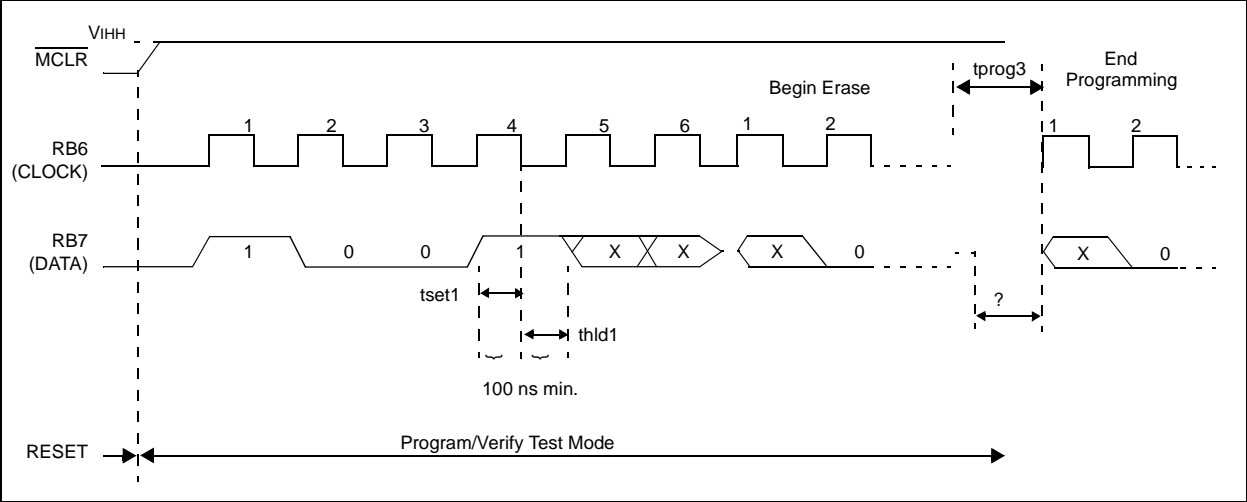 VIHH
MCLR
tprog3
End
Programming
Begin Erase
1 2 3 4 5 6 1 2 1 2
RB6
(CLOCK)
RB7
(DATA)
1 0 0 1 X X X 0 X 0
tset1
?
thld1
100 ns min.
RESET
Program/Verify Test Mode